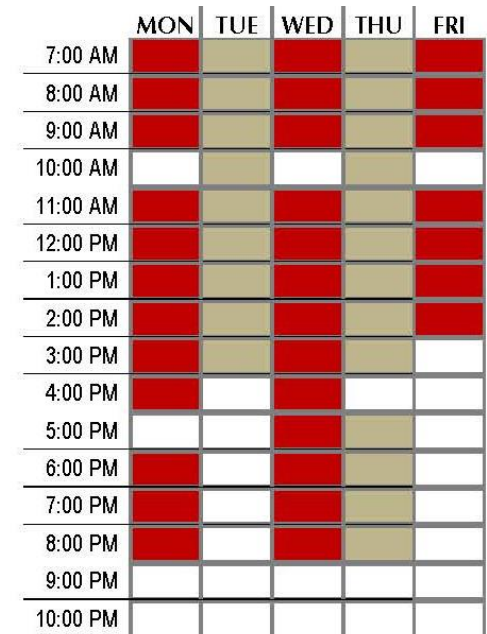 MON TUE WED THU FRI
7:00 AM
8:00 AM
9:00 AM
10:00 AM
11:00 AM
12:00 PM
1:00 PM
2:00 PM
3:00 PM
4:00 PM
5:00 PM
6:00 PM
7:00 PM
8:00 PM
9:00 PM
10:00 PM